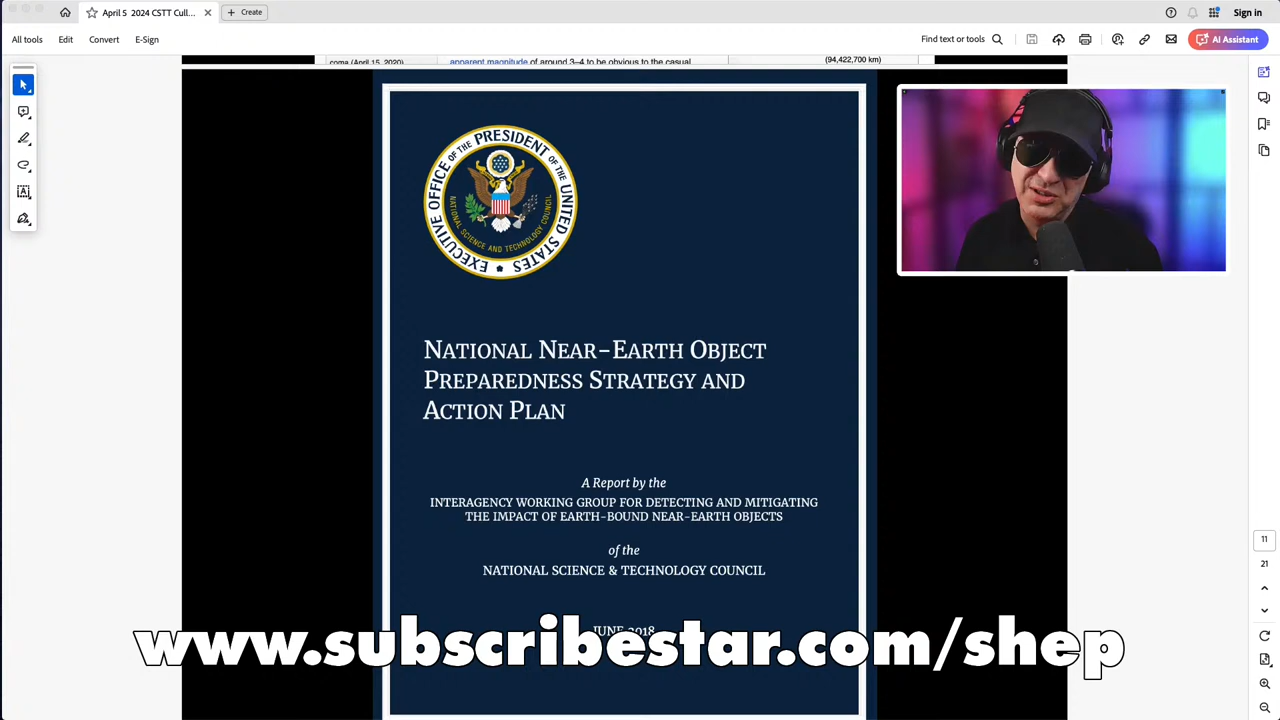 April 5 2024 CSTT Cull...
Create
Sign in
All tools
Edit
Convert
E-Sign
Find text or tools
AI Assistant
coma (April 15, 2020)
apparent magnitude of around 3–4 to be obvious to the casual
(94,422,700 km)
EXECUTIVE OFFICE OF THE PRESIDENT OF THE UNITED STATES
NATIONAL SCIENCE AND TECHNOLOGY COUNCIL
NATIONAL NEAR-EARTH OBJECT
PREPAREDNESS STRATEGY AND
ACTION PLAN
A Report by the
INTERAGENCY WORKING GROUP FOR DETECTING AND MITIGATING
THE IMPACT OF EARTH-BOUND NEAR-EARTH OBJECTS
of the
NATIONAL SCIENCE & TECHNOLOGY COUNCIL
JUNE 2018
www.subscribestar.com/shep
11
21